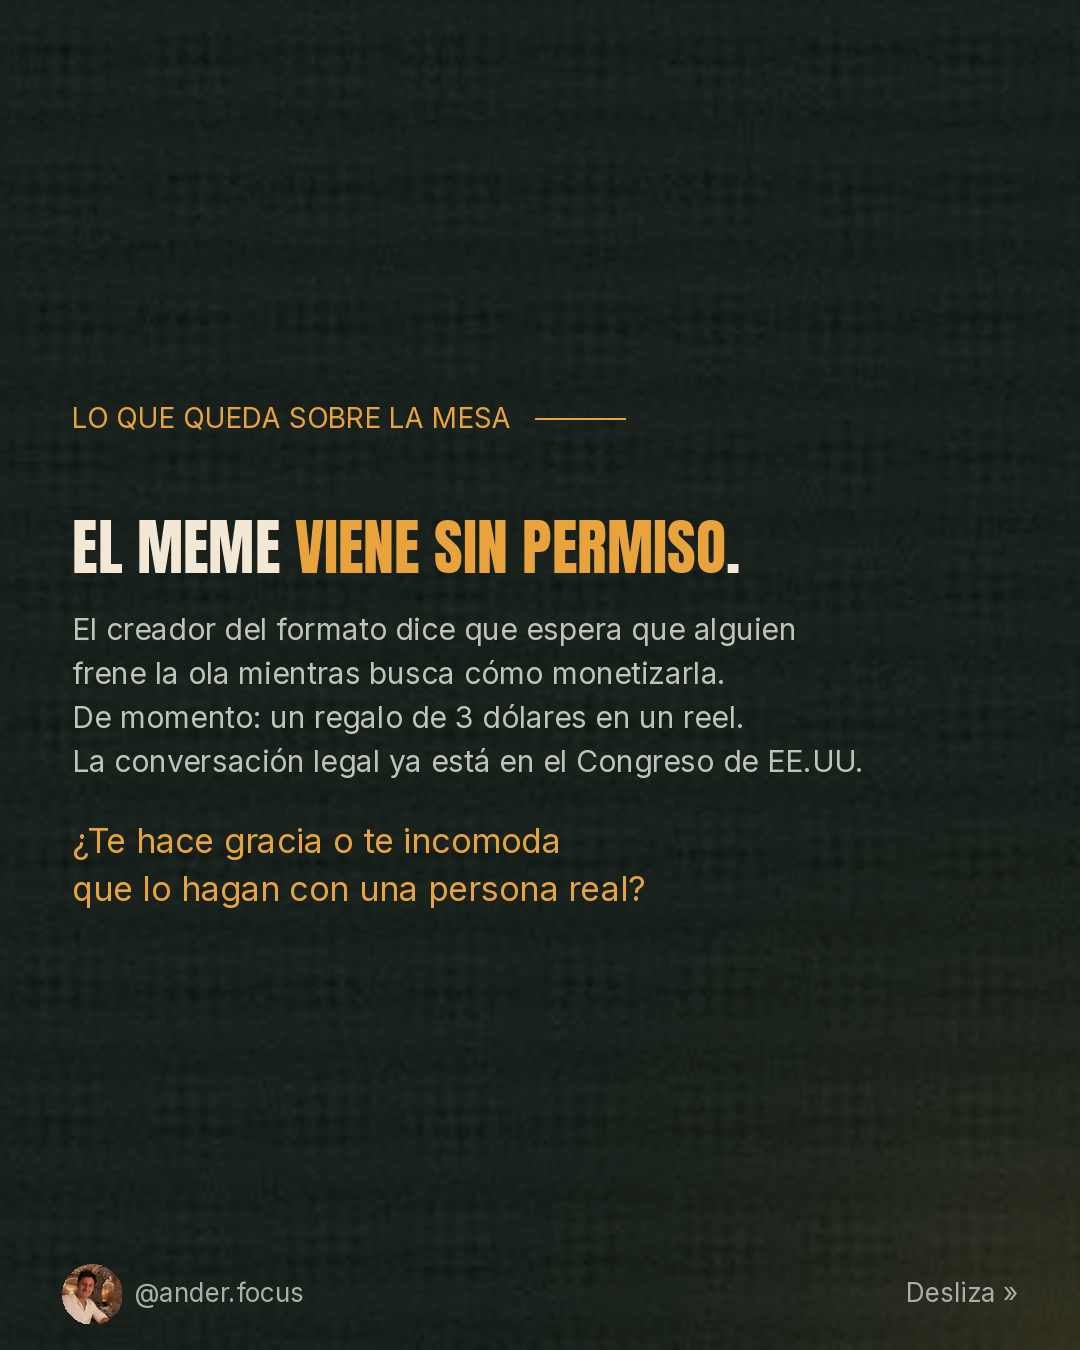 LO QUE QUEDA SOBRE LA MESA
EL MEME VIENE SIN PERMISO.
El creador del formato dice que espera que alguien
frene la ola mientras busca cómo monetizarla.
De momento: un regalo de 3 dólares en un reel.
La conversación legal ya está en el Congreso de EE.UU.
¿Te hace gracia o te incomoda
que lo hagan con una persona real?
@ander.focus
Desliza »